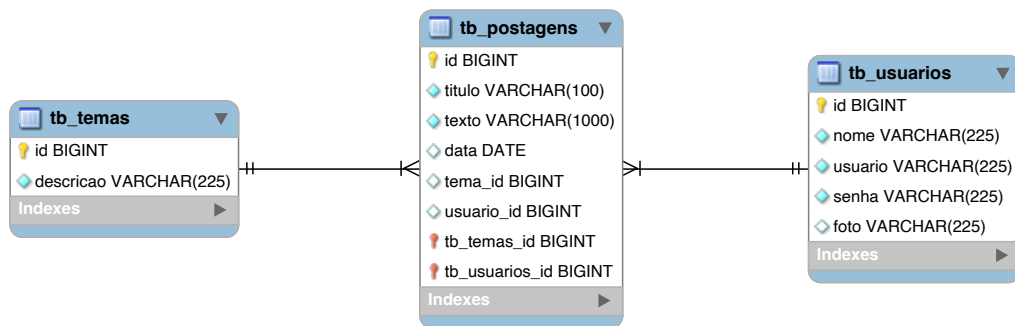 tb_temas
id BIGINT
descricao VARCHAR(225)
Indexes
tb_postagens
id BIGINT
titulo VARCHAR(100)
texto VARCHAR(1000)
data DATE
tema_id BIGINT
usuario_id BIGINT
tb_temas_id BIGINT
tb_usuarios_id BIGINT
Indexes
tb_usuarios
id BIGINT
nome VARCHAR(225)
usuario VARCHAR(225)
senha VARCHAR(225)
foto VARCHAR(225)
Indexes